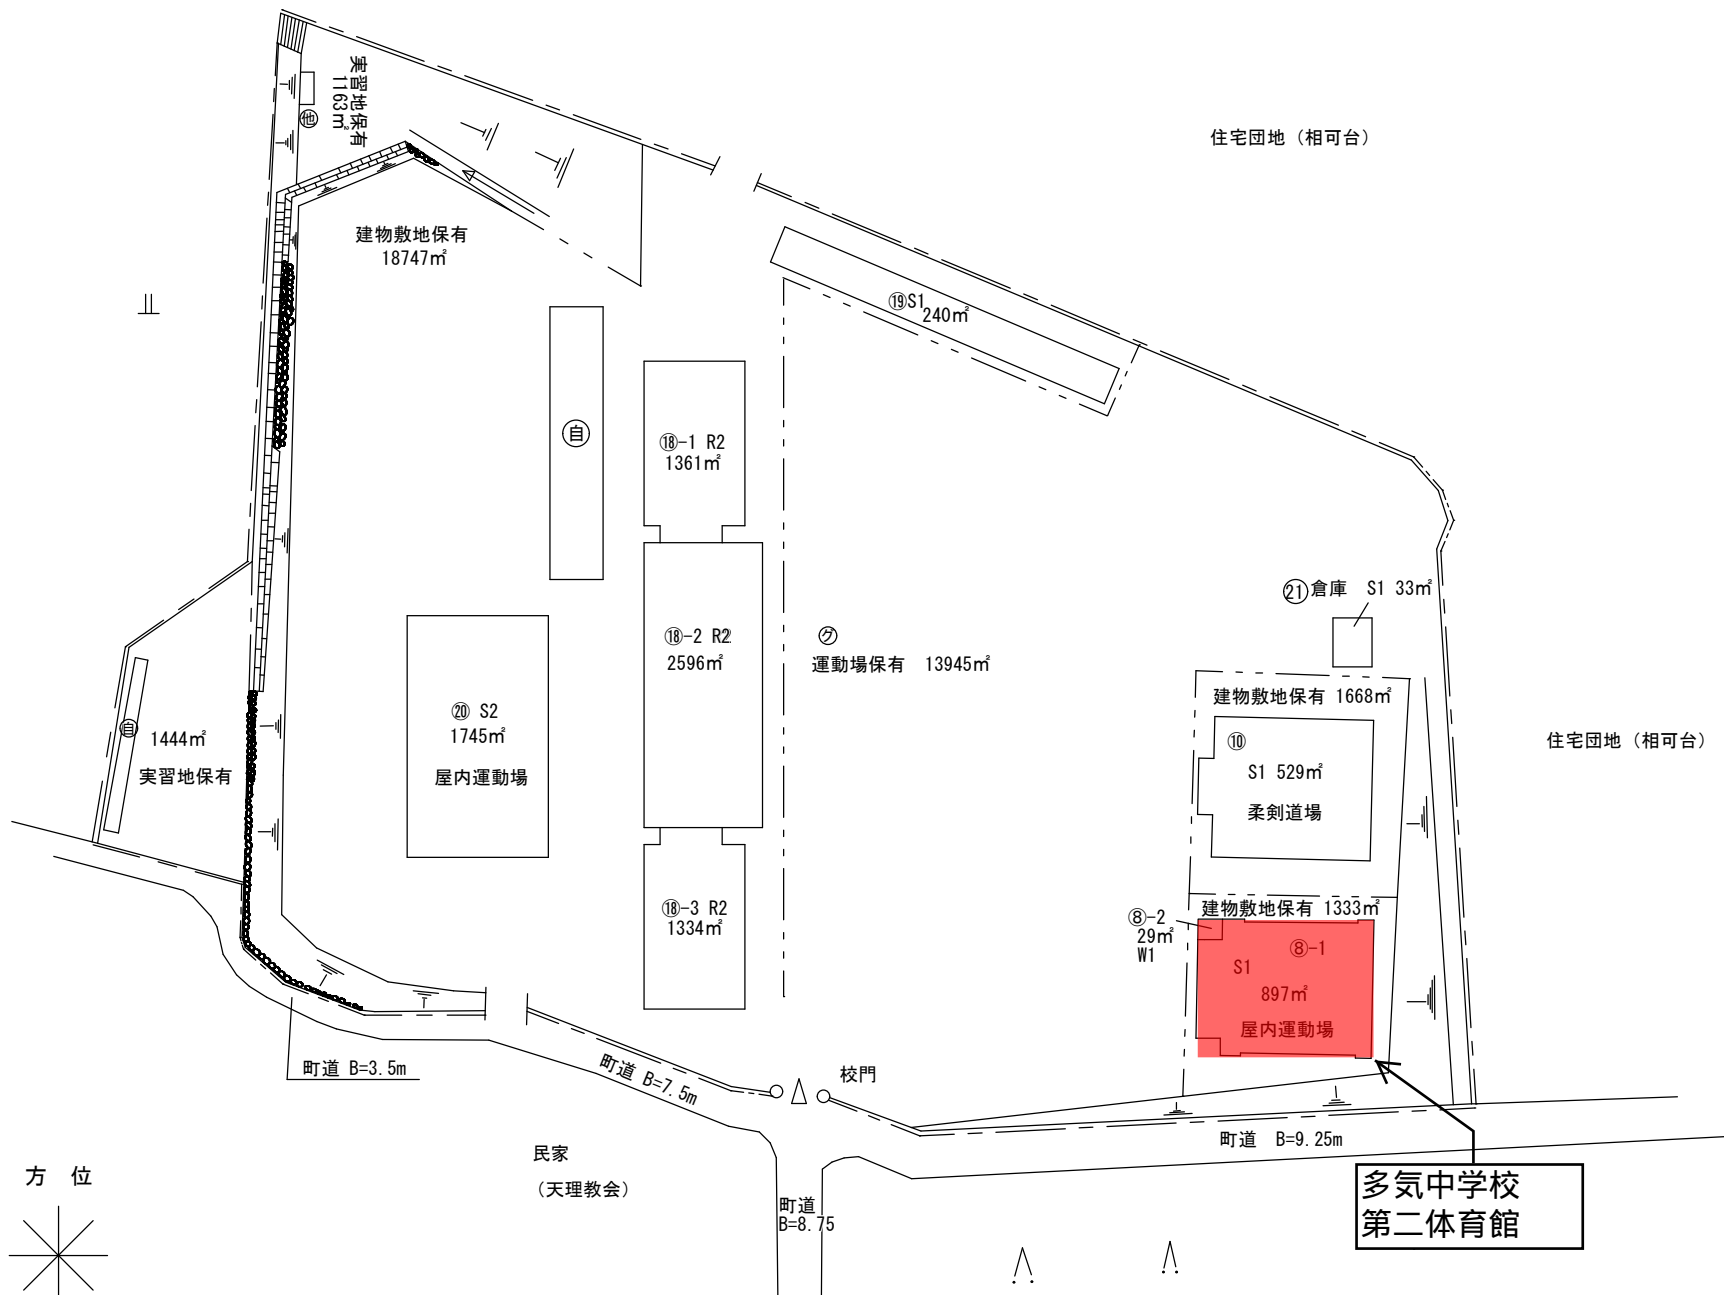 実習地保有
1163㎡
住宅団地（相可台）
建物敷地保有
18747㎡
⑲S1
240㎡
自
⑱-1 R2
1361㎡
㉑倉庫 S1 33㎡
⑱-2 R2
2596㎡
グ
運動場保有 13945㎡
建物敷地保有 1668㎡
⑩
S1 529㎡
柔剣道場
住宅団地（相可台）
自
1444㎡
実習地保有
⑳ S2
1745㎡
屋内運動場
⑱-3 R2
1334㎡
建物敷地保有 1333㎡
⑧-2
29㎡
W1
⑧-1
S1
897㎡
屋内運動場
町道 B=3.5m
町道 B=7.5m
校門
町道 B=9.25m
民家
（天理教会）
町道
B=8.75
多気中学校
第二体育館
方 位